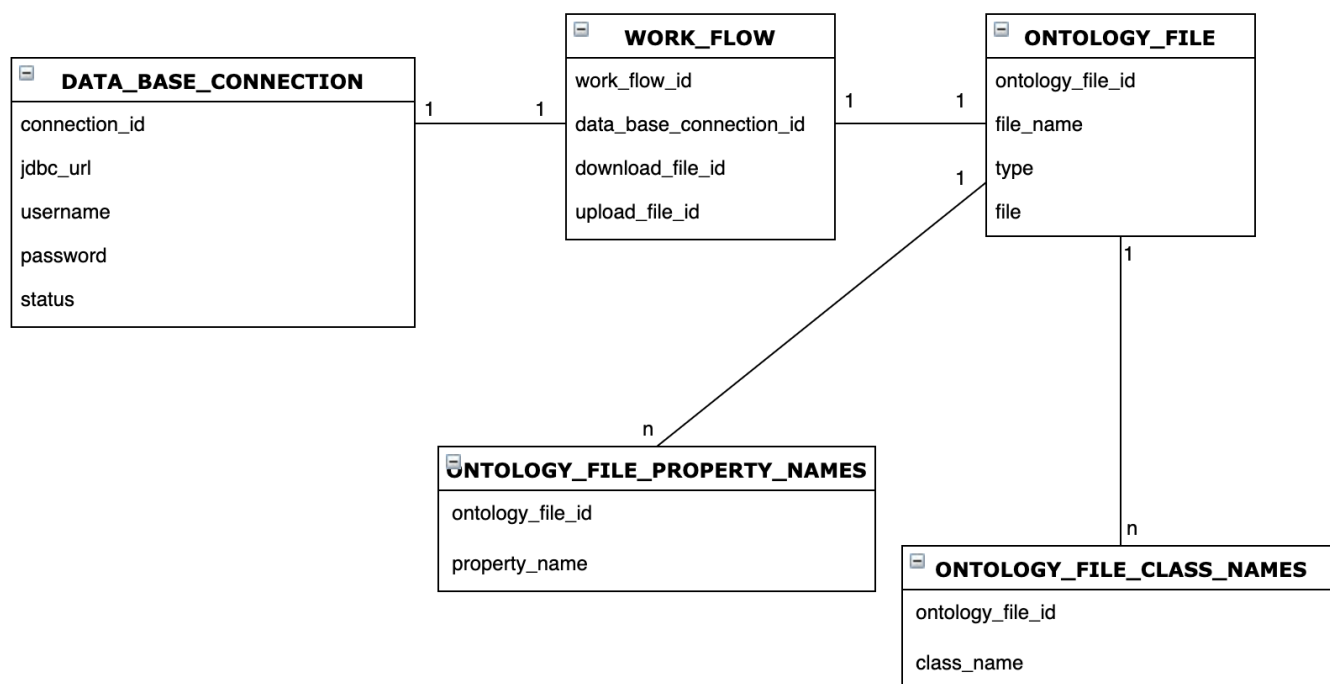 DATA_BASE_CONNECTION
connection_id
jdbc_url
username
password
status
1
1
WORK_FLOW
work_flow_id
data_base_connection_id
download_file_id
upload_file_id
1
1
ONTOLOGY_FILE
ontology_file_id
file_name
type
file
1
1
n
n
ONTOLOGY_FILE_PROPERTY_NAMES
ontology_file_id
property_name
ONTOLOGY_FILE_CLASS_NAMES
ontology_file_id
class_name